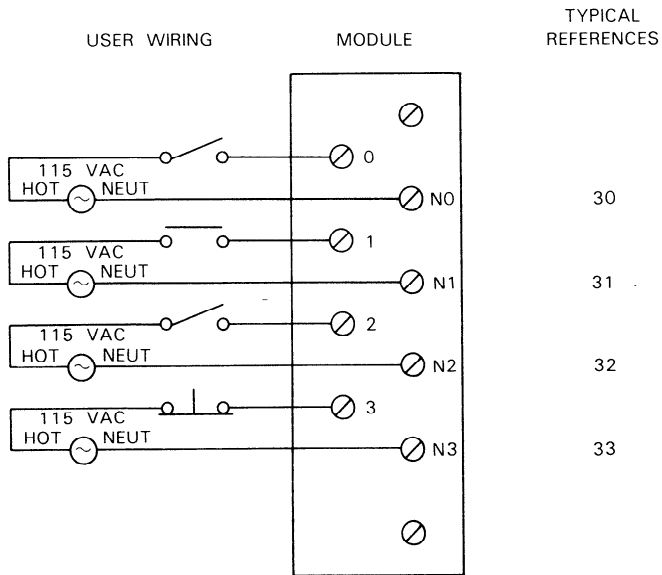 TYPICAL
USER WIRING MODULE REFERENCES
0
115 VAC
HOT NEUT N0 30
1
115 VAC
HOT NEUT N1 31
2
115 VAC
HOT NEUT N2 32
3
115 VAC
HOT NEUT N3 33